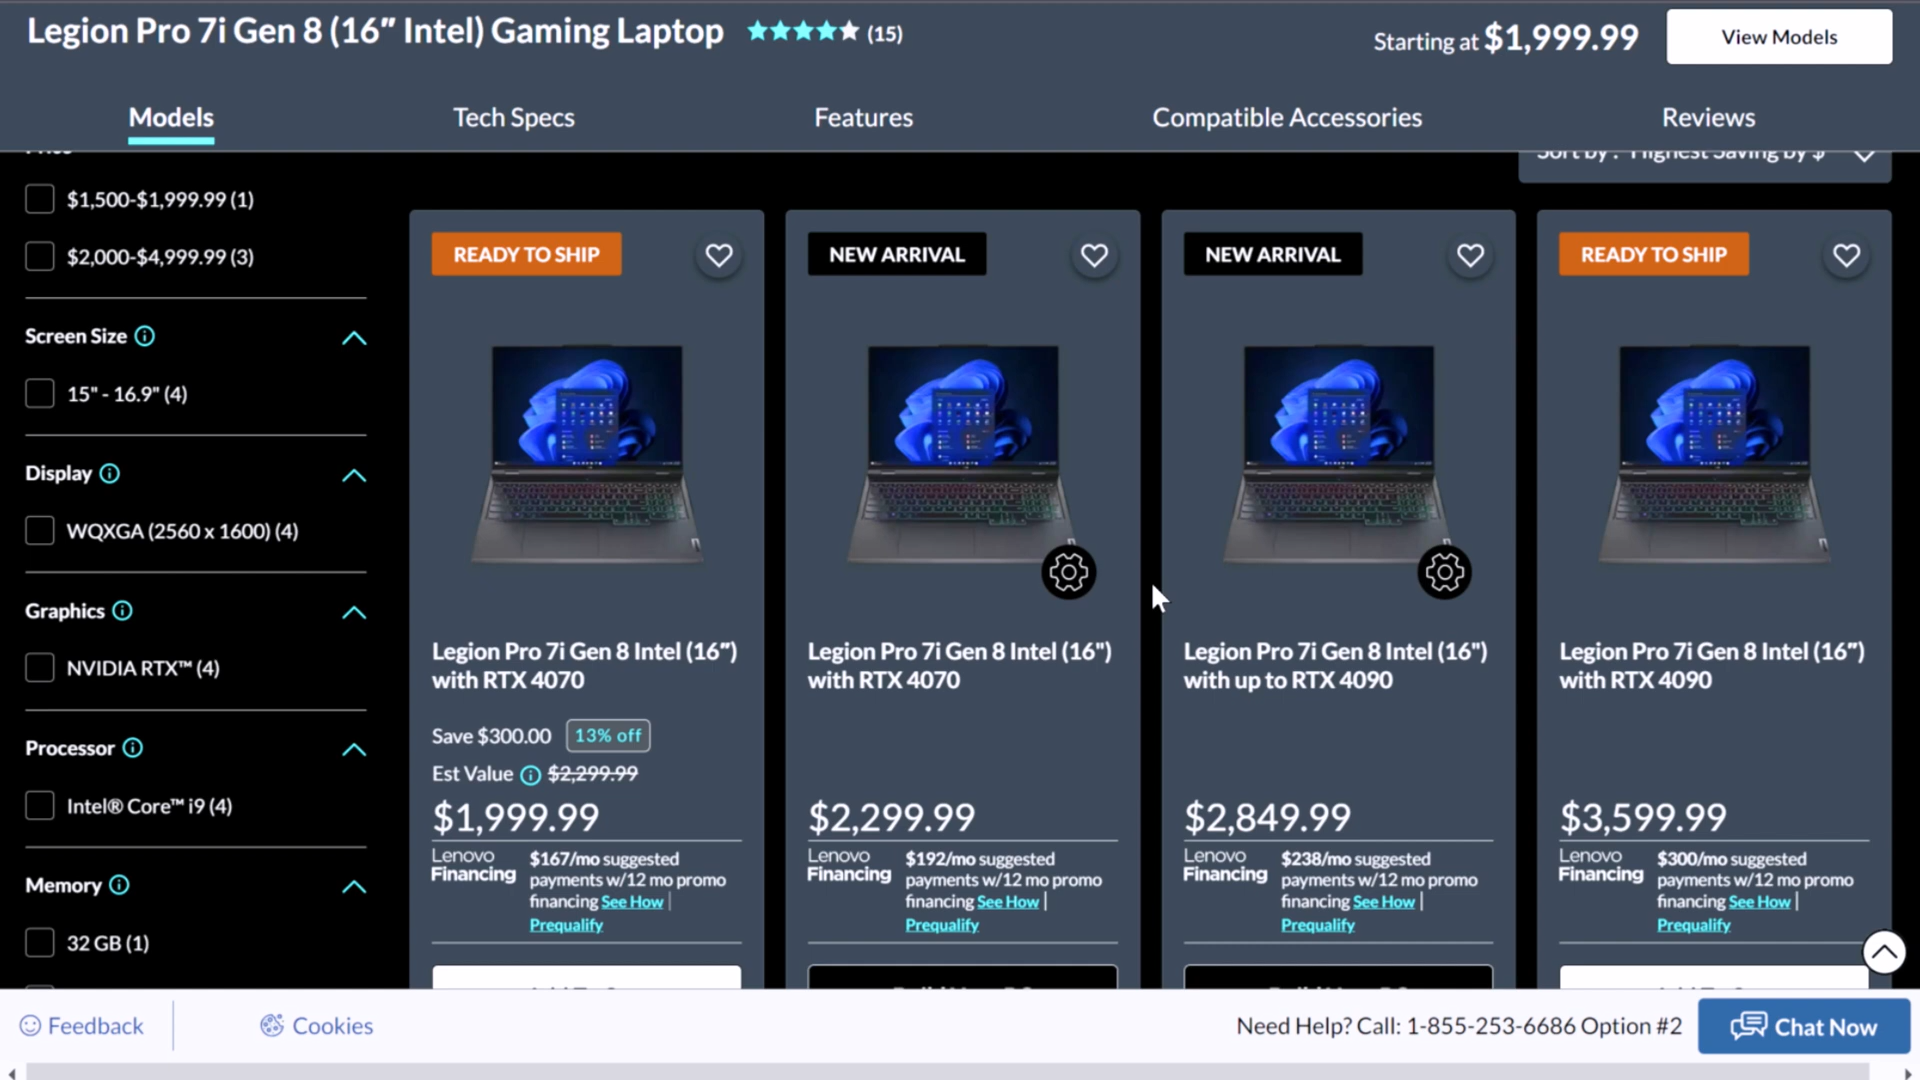 Legion Pro 7i Gen 8 (16″ Intel) Gaming Laptop (15)
Starting at $1,999.99
View Models
Models
Tech Specs
Features
Compatible Accessories
Reviews
Sort by : Highest Saving by $
$1,500-$1,999.99 (1)
$2,000-$4,999.99 (3)
Screen Size
15" - 16.9" (4)
Display
WQXGA (2560 x 1600) (4)
Graphics
NVIDIA RTX™ (4)
Processor
Intel® Core™ i9 (4)
Memory
32 GB (1)
READY TO SHIP
Legion Pro 7i Gen 8 Intel (16″)
with RTX 4070
Save $300.00 13% off
Est Value $2,299.99
$1,999.99
Lenovo
Financing
$167/mo suggested
payments w/12 mo promo
financing See How |
Prequalify
NEW ARRIVAL
Legion Pro 7i Gen 8 Intel (16")
with RTX 4070
$2,299.99
Lenovo
Financing
$192/mo suggested
payments w/12 mo promo
financing See How |
Prequalify
NEW ARRIVAL
Legion Pro 7i Gen 8 Intel (16")
with up to RTX 4090
$2,849.99
Lenovo
Financing
$238/mo suggested
payments w/12 mo promo
financing See How |
Prequalify
READY TO SHIP
Legion Pro 7i Gen 8 Intel (16″)
with RTX 4090
$3,599.99
Lenovo
Financing
$300/mo suggested
payments w/12 mo promo
financing See How |
Prequalify
Feedback
Cookies
Need Help? Call: 1-855-253-6686 Option #2
Chat Now